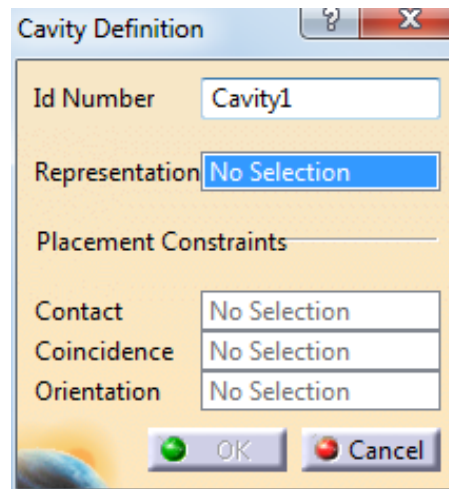 Cavity Definition
Id Number Cavity1
Representation No Selection
Placement Constraints
Contact No Selection
Coincidence No Selection
Orientation No Selection
OK Cancel